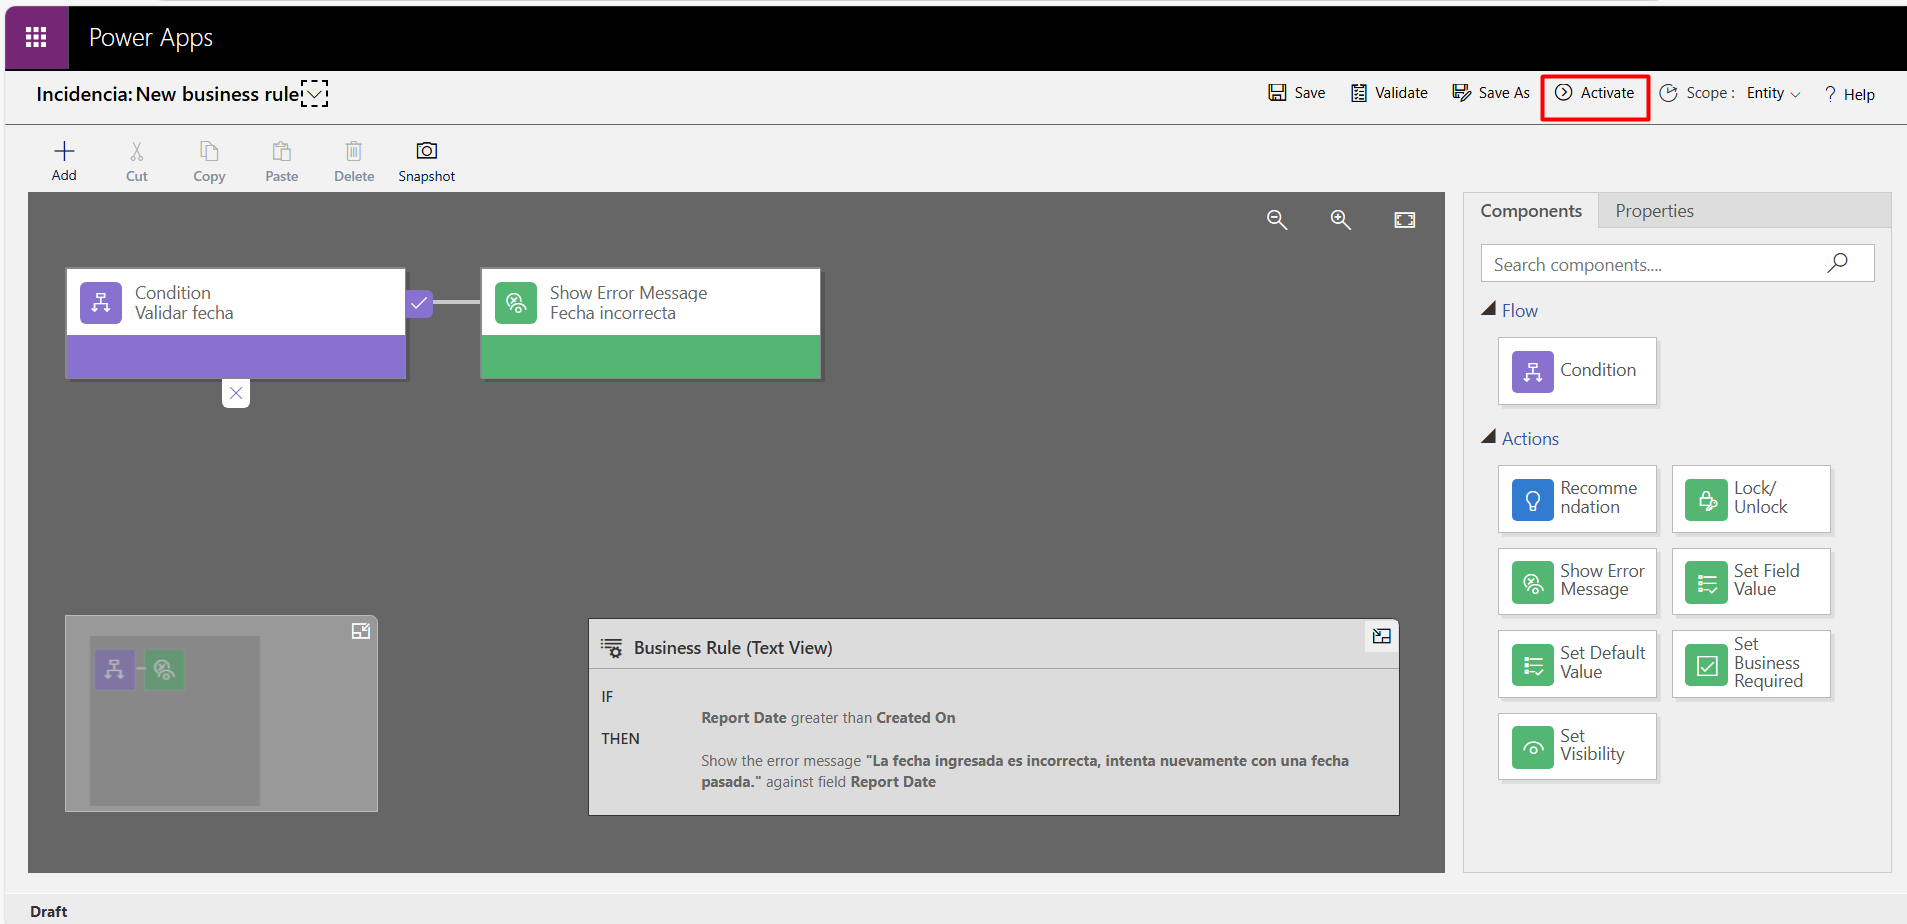 Power Apps
Incidencia: New business rule
Save
Validate
Save As
Activate
Scope :
Entity
? Help
Add
Cut
Copy
Paste
Delete
Snapshot
Components
Properties
Search components....
Condition
Validar fecha
Show Error Message
Fecha incorrecta
Flow
Condition
Actions
Recomme
ndation
Lock/
Unlock
Show Error
Message
Set Field
Value
Set Default
Value
Set
Business
Required
Set
Visibility
Business Rule (Text View)
IF
Report Date greater than Created On
THEN
Show the error message "La fecha ingresada es incorrecta, intenta nuevamente con una fecha
pasada." against field Report Date
Draft